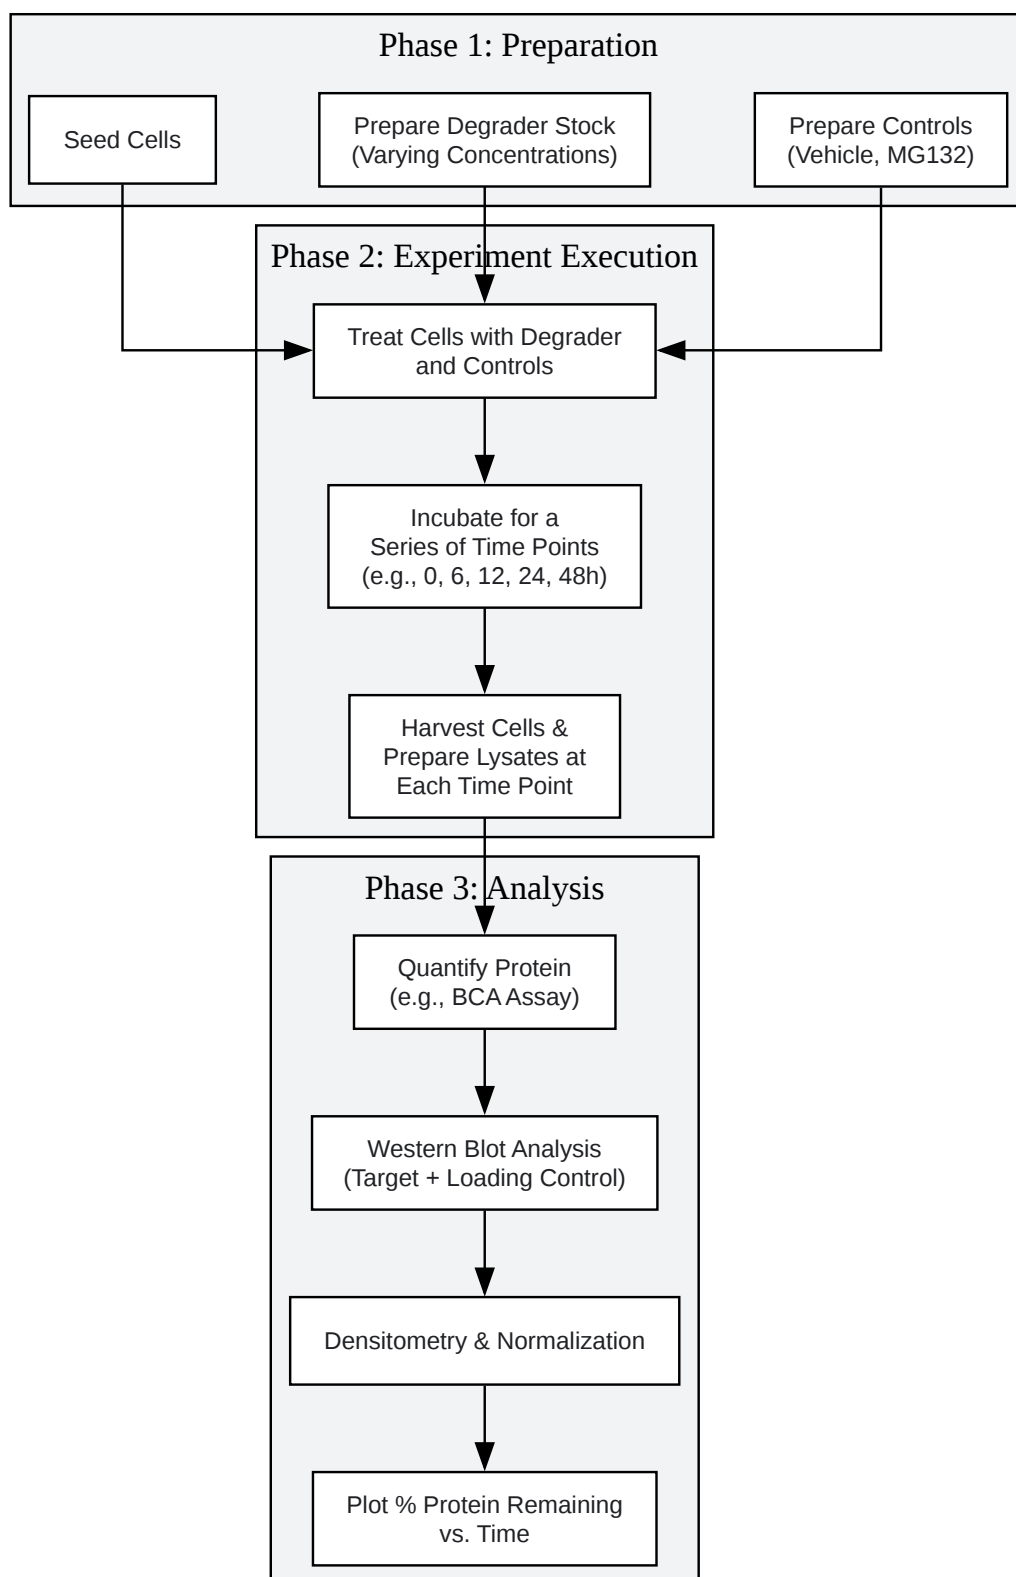 Phase 1: Preparation
Seed Cells
Prepare Degrader Stock
(Varying Concentrations)
Prepare Controls
(Vehicle, MG132)
Phase 2: Experiment Execution
Treat Cells with Degrader
and Controls
Incubate for a
Series of Time Points
(e.g., 0, 6, 12, 24, 48h)
Harvest Cells &
Prepare Lysates at
Each Time Point
Phase 3: Analysis
Quantify Protein
(e.g., BCA Assay)
Western Blot Analysis
(Target + Loading Control)
Densitometry & Normalization
Plot % Protein Remaining
vs. Time